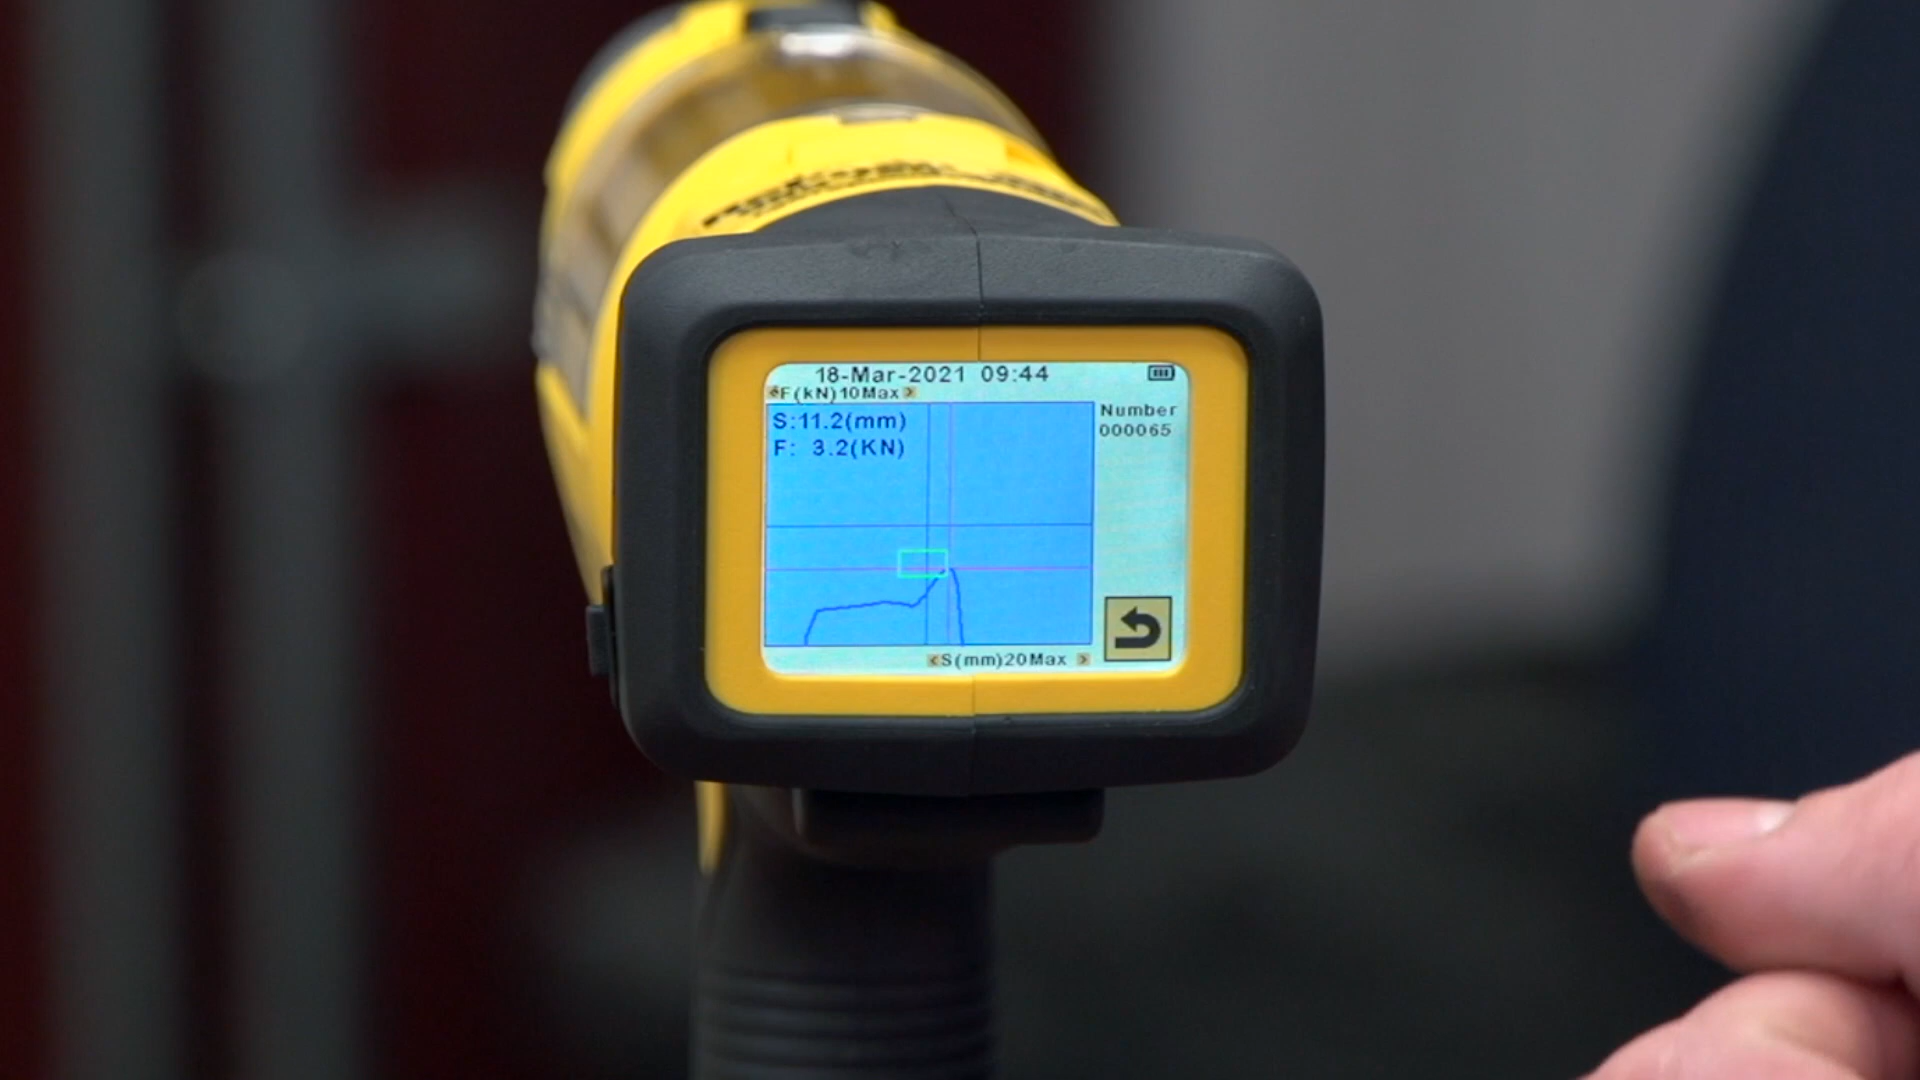 18-Mar-2021 09:44
F(kN)10Max
S:11.2(mm)
F: 3.2(KN)
Number
000065
S(mm)20Max